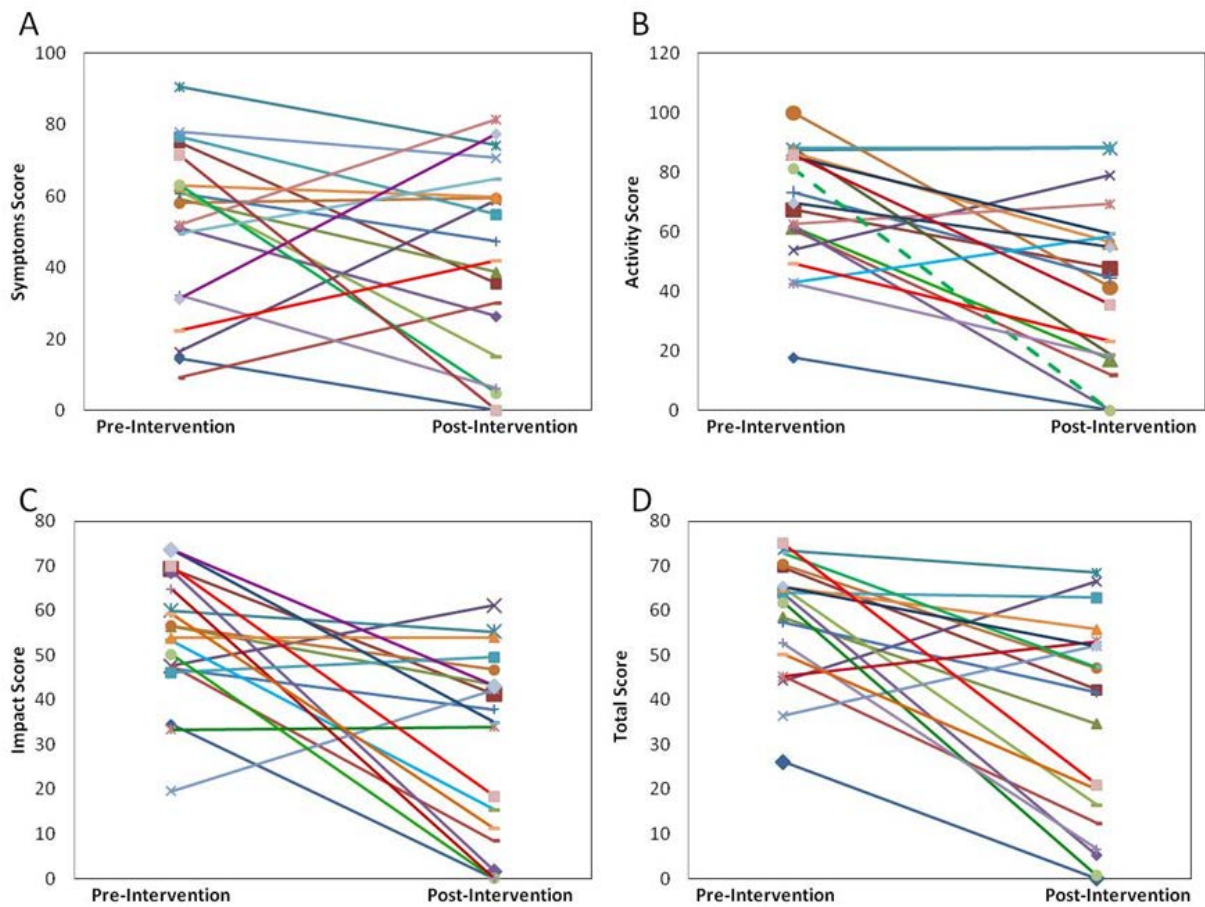 A
Symptoms Score
100
80
60
40
20
0
Pre-Intervention
Post-Intervention
B
Activity Score
120
100
80
60
40
20
0
Pre-Intervention
Post-Intervention
C
Impact Score
80
70
60
50
40
30
20
10
0
Pre-Intervention
Post-Intervention
D
Total Score
80
70
60
50
40
30
20
10
0
Pre-Intervention
Post-Intervention